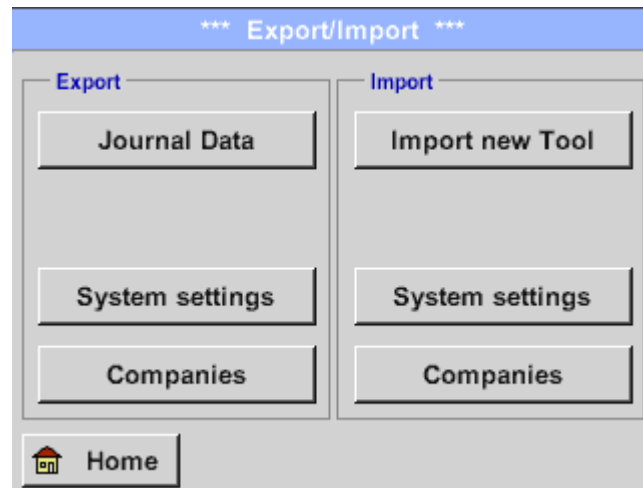 *** Export/Import ***
Export
Journal Data
System settings
Companies
Import
Import new Tool
System settings
Companies
Home